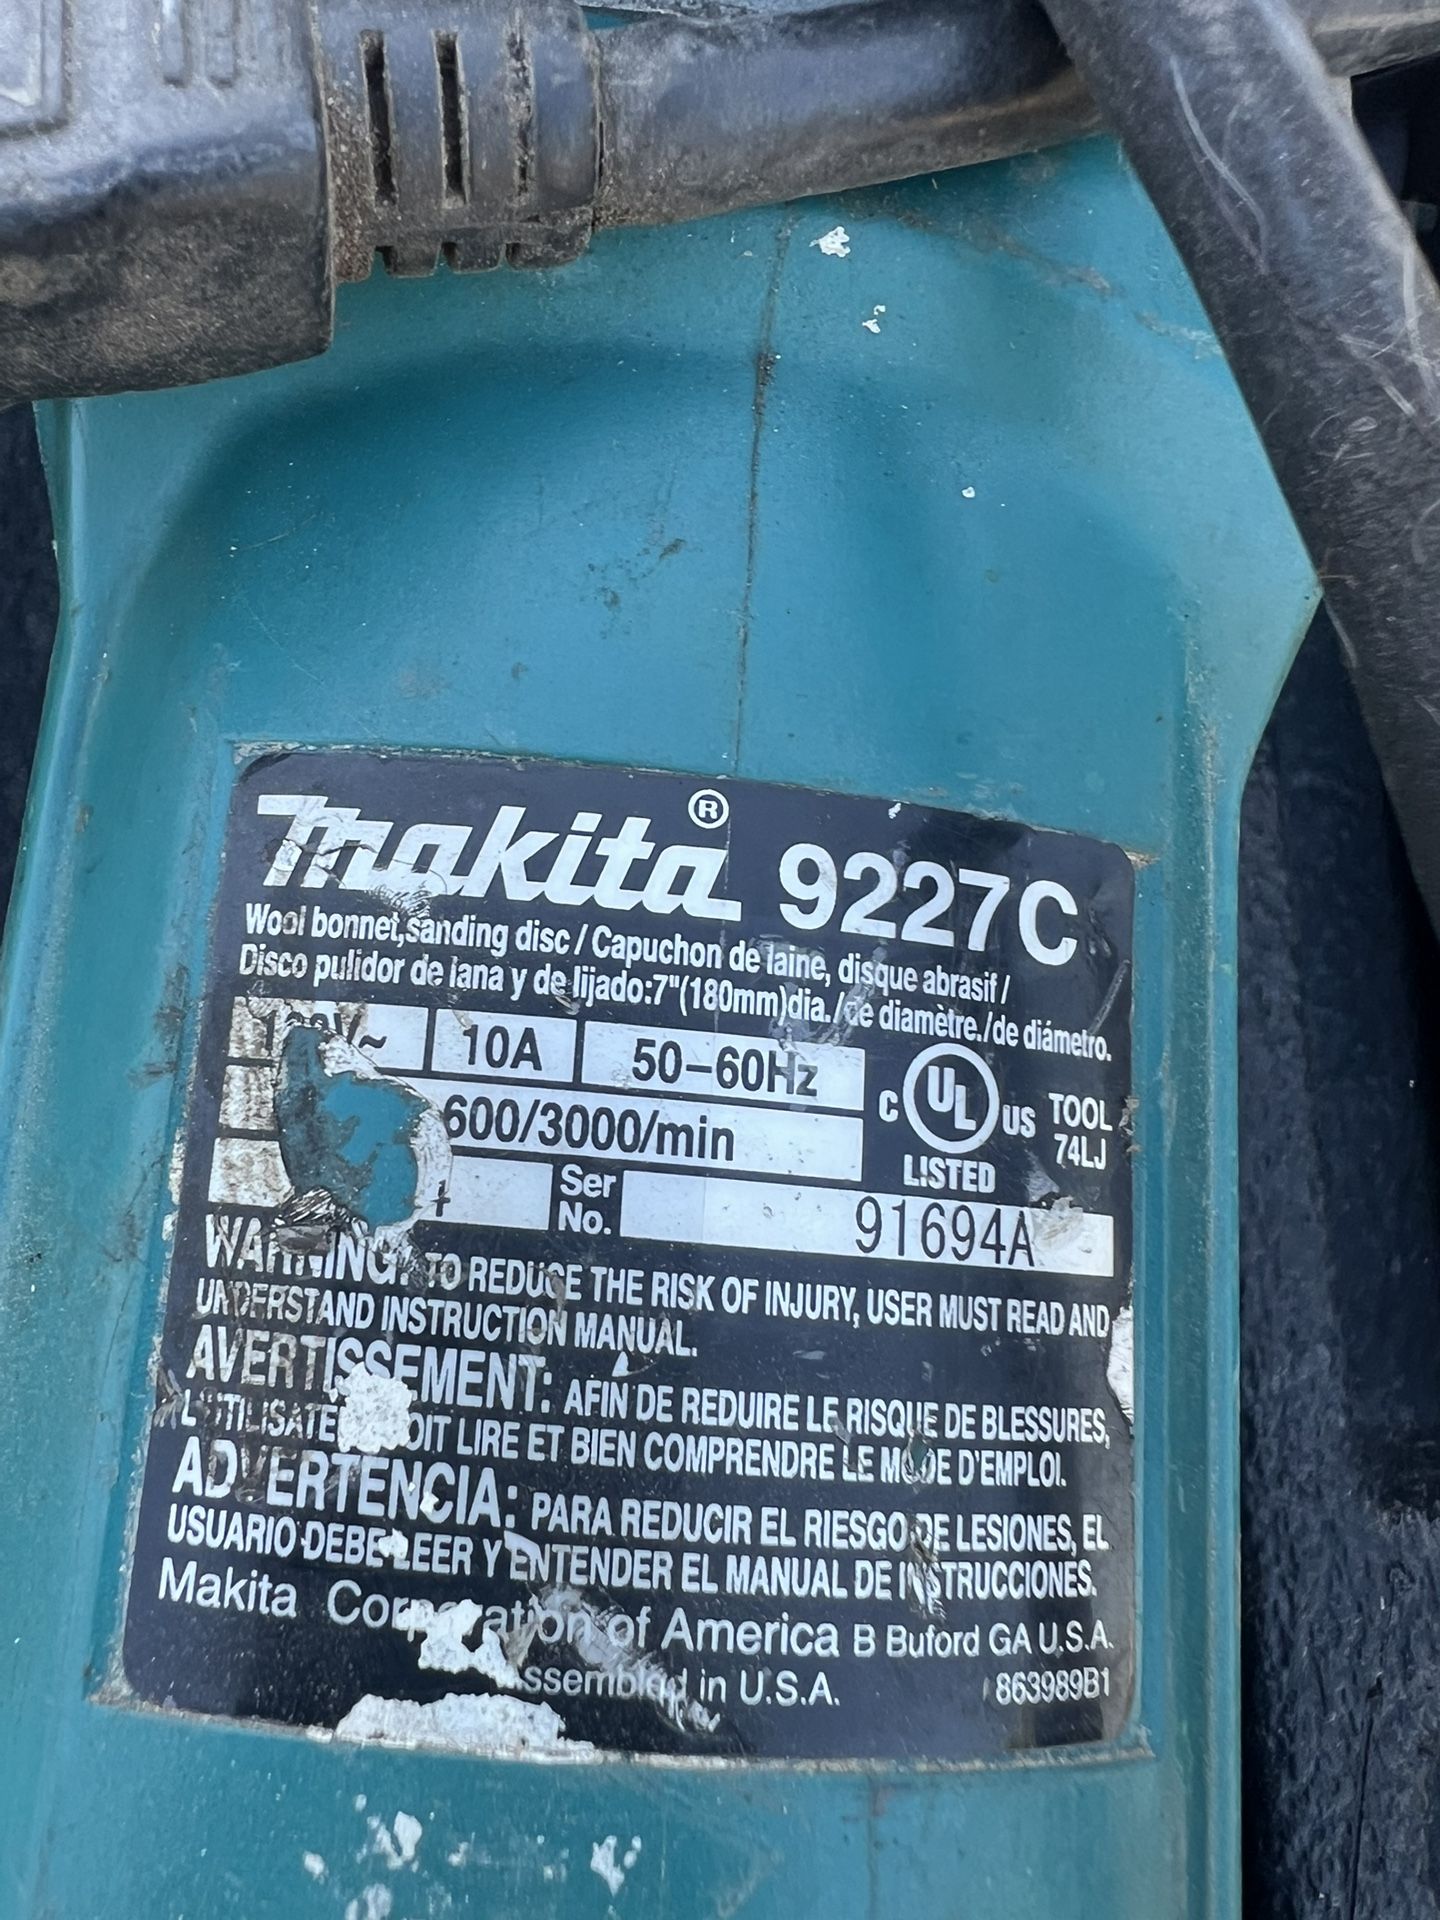 Makita® 9227C
Wool bonnet,sanding disc / Capuchon de laine, disque abrasif /
Disco pulidor de lana y de lijado:7"(180mm)dia./de diamètre./de diámetro.
10A 50–60Hz
600/3000/min
C UL US TOOL
LISTED 74LJ
Ser No. 91694A
WARNING: TO REDUCE THE RISK OF INJURY, USER MUST READ AND
UNDERSTAND INSTRUCTION MANUAL.
AVERTISSEMENT: AFIN DE REDUIRE LE RISQUE DE BLESSURES,
L'UTILISATE DOIT LIRE ET BIEN COMPRENDRE LE MODE D'EMPLOI.
ADVERTENCIA: PARA REDUCIR EL RIESGO DE LESIONES, EL
USUARIO DEBE LEER Y ENTENDER EL MANUAL DE INSTRUCCIONES.
Makita Corporation of America B Buford GA U.S.A.
Assembled in U.S.A. 863989B1